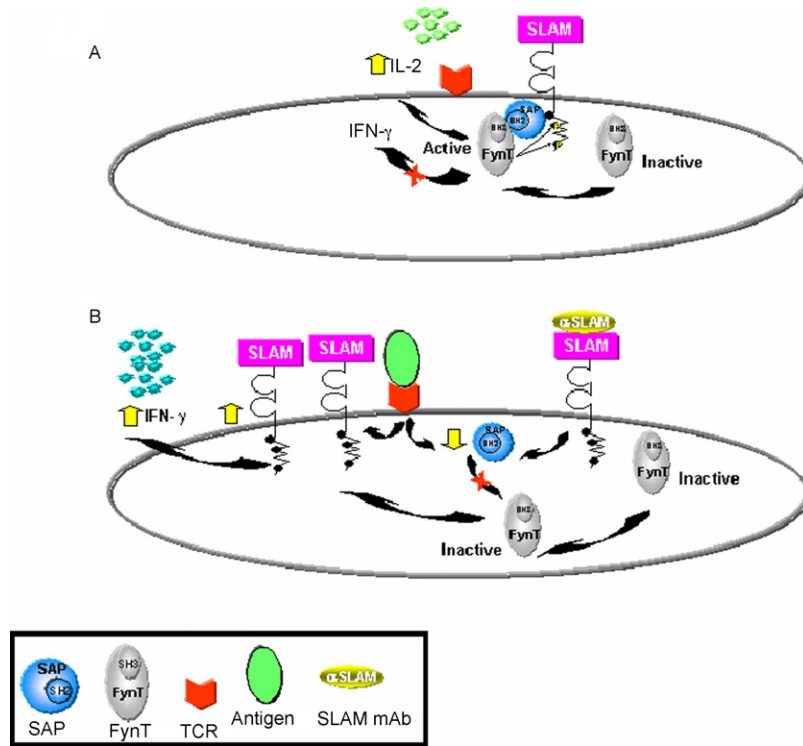 A
IL-2
SLAM
IFN-γ
SAP
SH2
SH3
FynT
Active
SH3
FynT
Inactive
B
αSLAM
SLAM
SLAM
SLAM
IFN-γ
SAP
SH2
SH3
FynT
Inactive
SH3
FynT
Inactive
SAP
SH2
SH3
FynT
αSLAM
SAP
FynT
TCR
Antigen
SLAM mAb